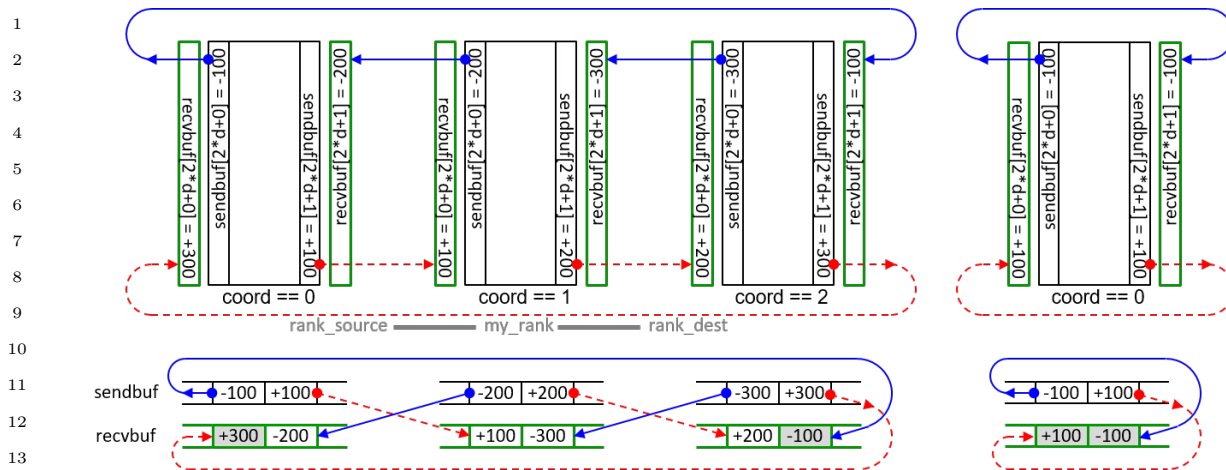 1
2
3
4
5
6
7
8
9
10
11
12
13
recvbuf[2*d+0] = +300
sendbuf[2*d+0] = -100
sendbuf[2*d+1] = +100
recvbuf[2*d+1] = -200
recvbuf[2*d+0] = +100
sendbuf[2*d+0] = -200
sendbuf[2*d+1] = +200
recvbuf[2*d+1] = -300
recvbuf[2*d+0] = +200
sendbuf[2*d+0] = -300
sendbuf[2*d+1] = +300
recvbuf[2*d+1] = -100
recvbuf[2*d+0] = +100
sendbuf[2*d+0] = -100
sendbuf[2*d+1] = +100
recvbuf[2*d+1] = -100
coord == 0 coord == 1 coord == 2 coord == 0
rank_source my_rank rank_dest
sendbuf -100 +100 -200 +200 -300 +300 -100 +100
recvbuf +300 -200 +100 -300 +200 -100 +100 -100